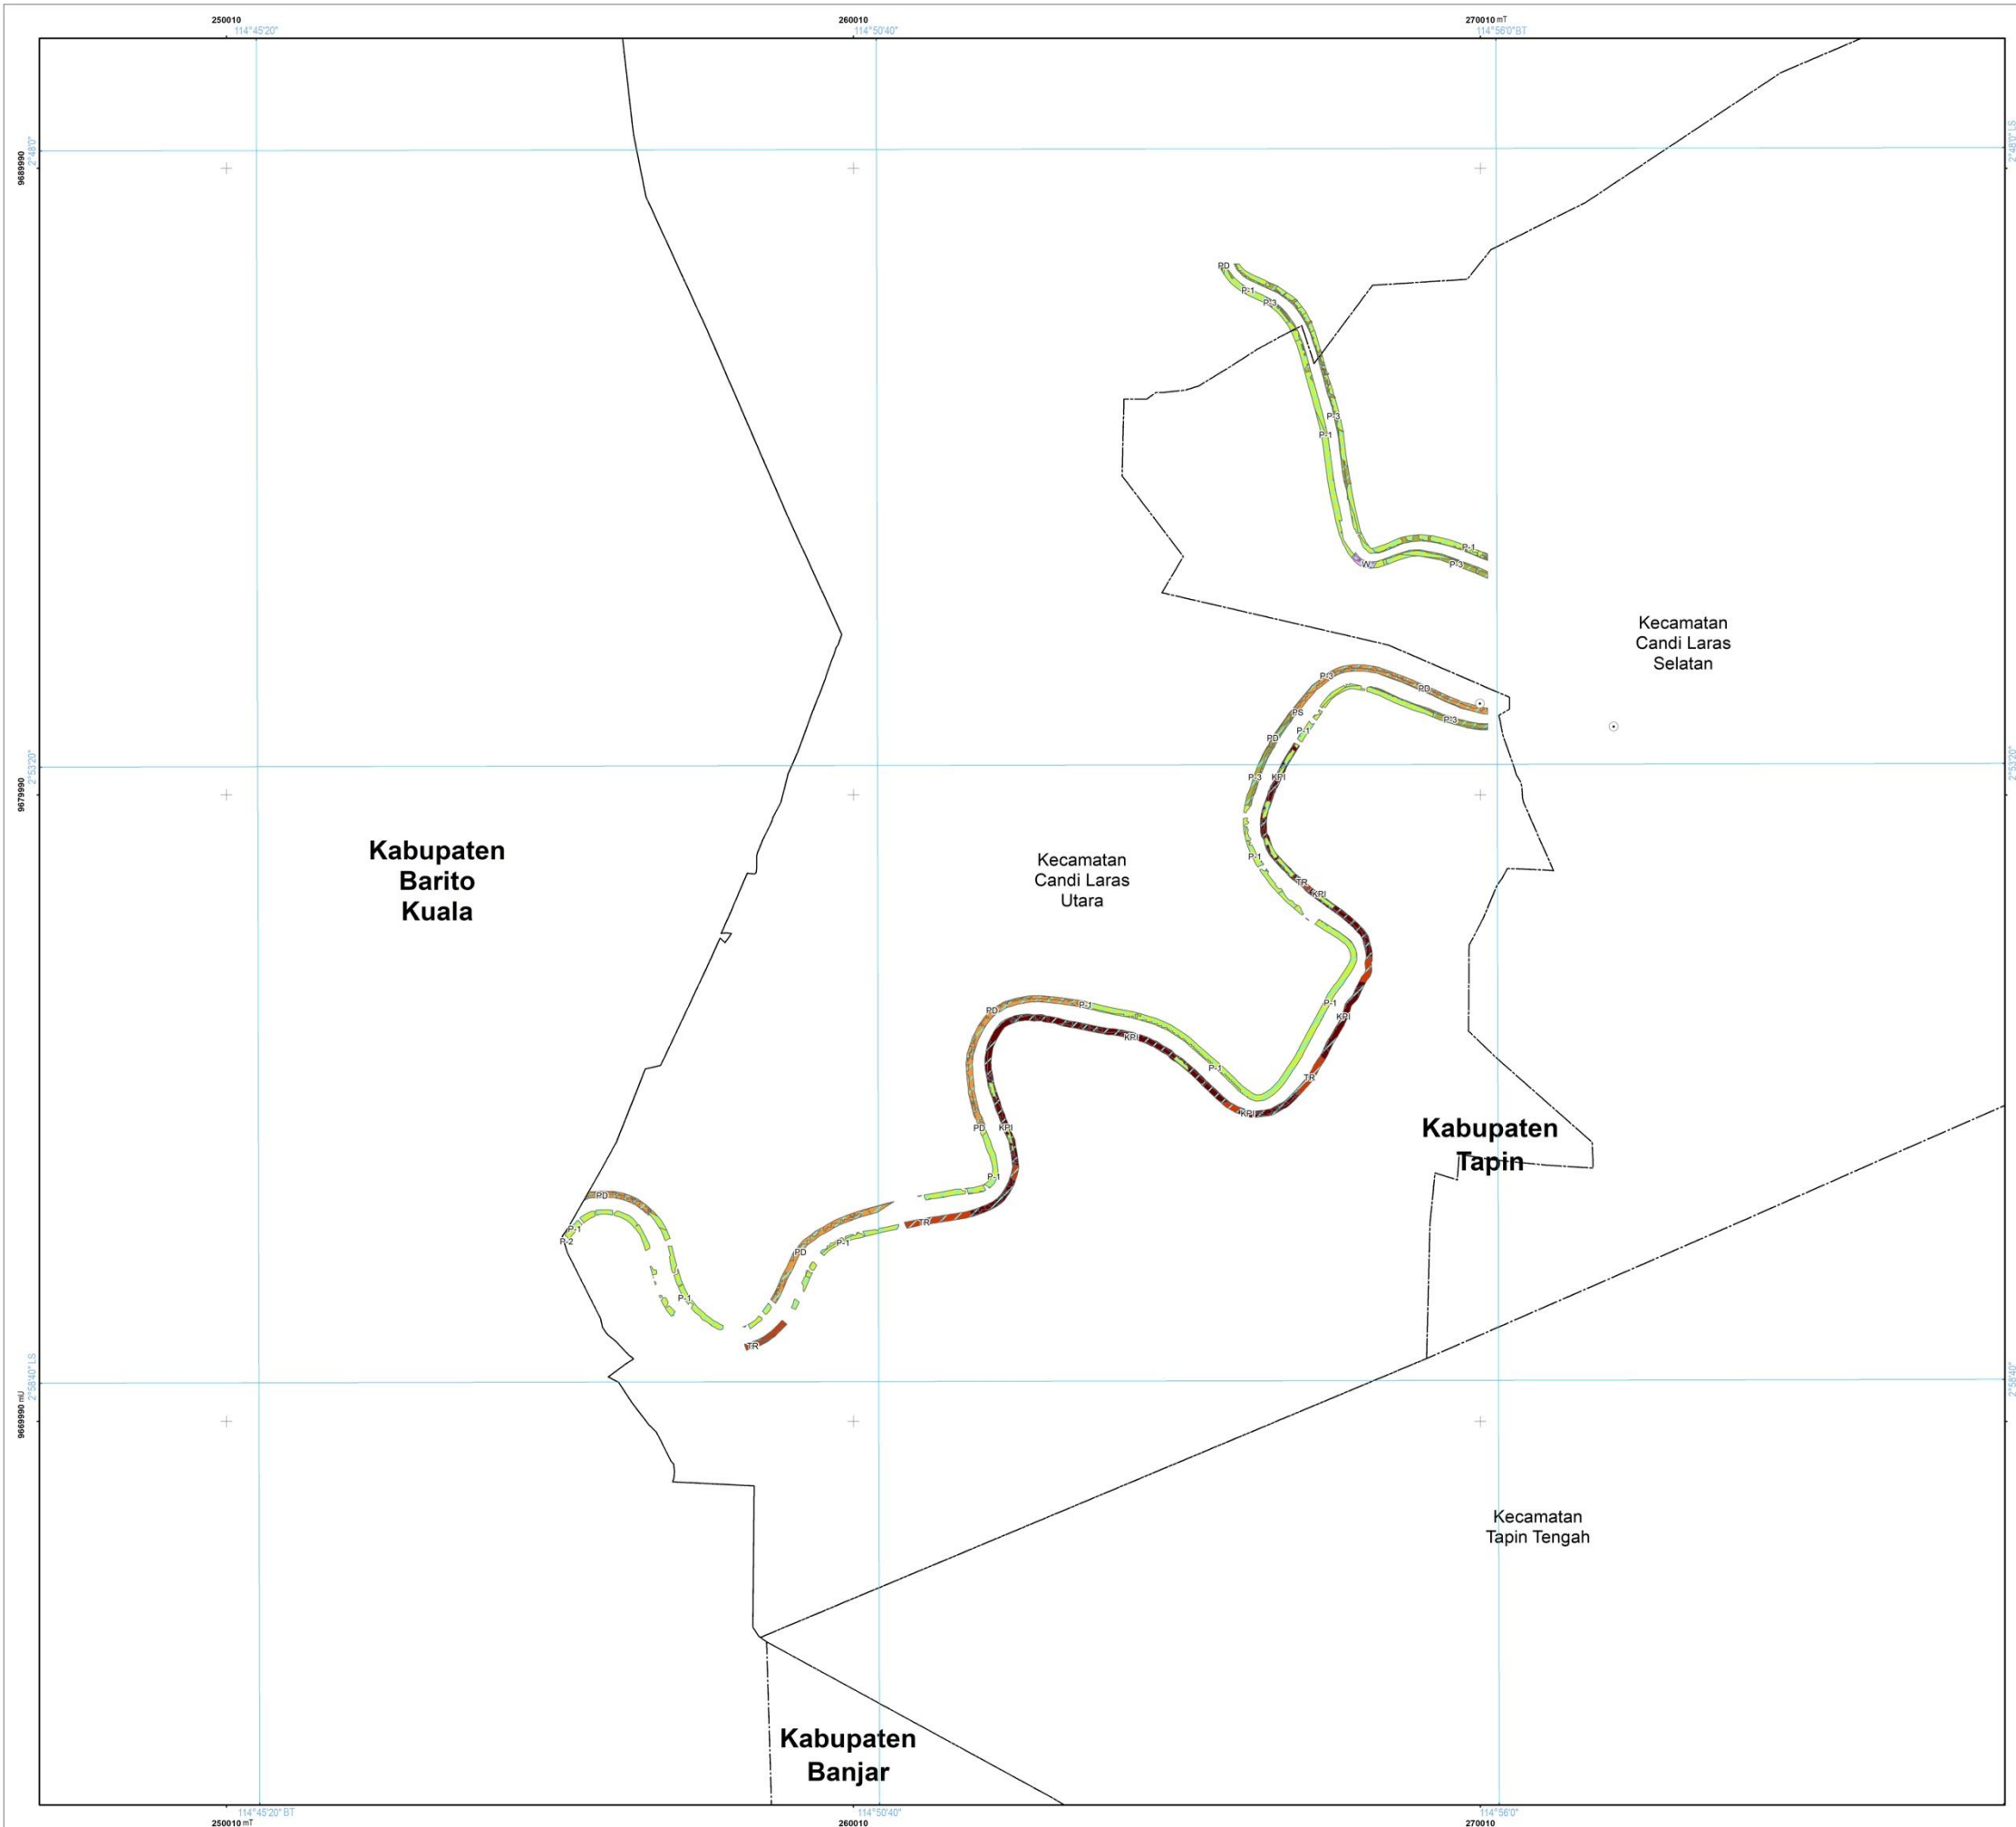 250010
260010
270010 mT
114°45'20"
114°50'40"
114°56'0" BT
9689990
2°48'0"
2°48'0" LS
PD
P-1
P-3
P-3
P-1
P-1
W
P-3
Kecamatan
Candi Laras
Selatan
P-3
PD
PS
P-3
P-1
PD
9679990
2°53'20"
2°53'20"
P-3
KPI
Kabupaten
Barito
Kuala
Kecamatan
Candi Laras
Utara
P-1
TR
KPI
PD
P-1
P-1
KPI
KPI
P-1
TR
KPI
PD
KPI
Kabupaten
Tapin
P-1
PD
P-1
P-2
TR
P-1
PD
P-1
TR
9669990 mU
2°58'40" LS
2°58'40"
Kecamatan
Tapin Tengah
Kabupaten
Banjar
114°45'20" BT
114°50'40"
114°56'0"
250010 mT
260010
270010